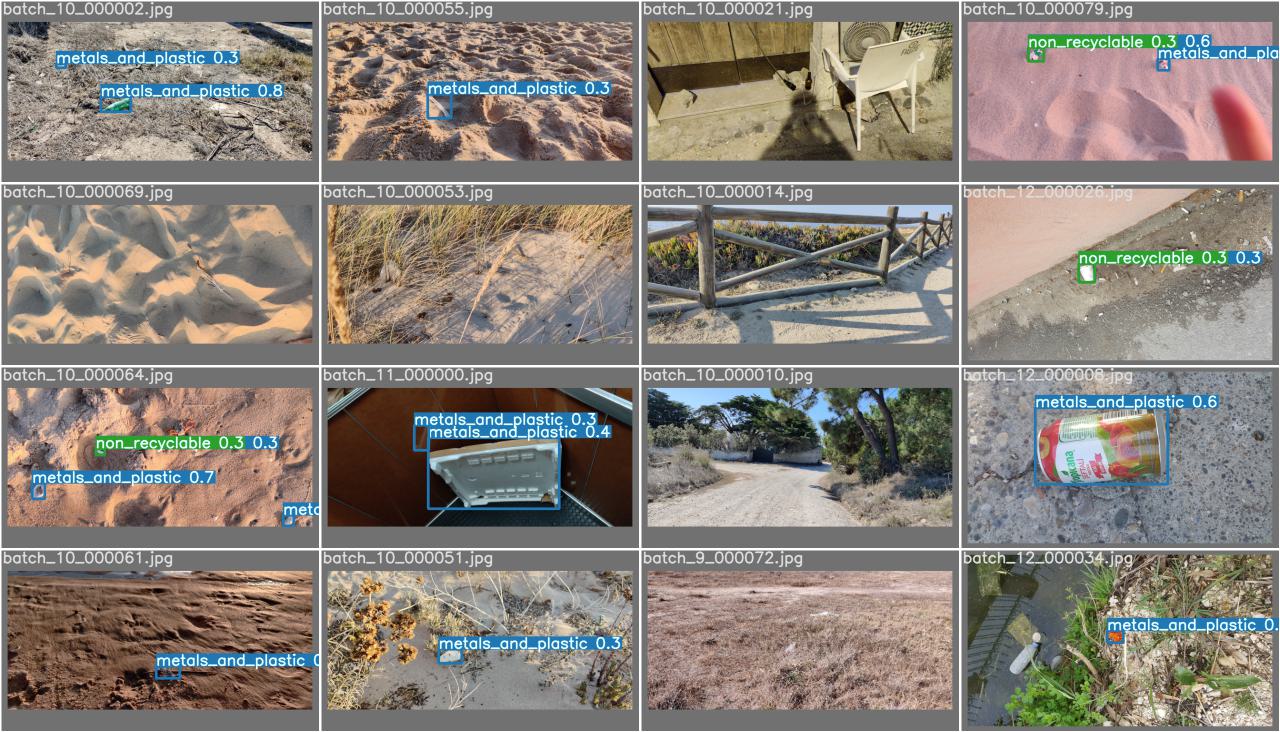 batch_10_000002.jpg
metals_and_plastic 0.3
metals_and_plastic 0.8
batch_10_000055.jpg
metals_and_plastic 0.3
batch_10_000021.jpg
batch_10_000079.jpg
non_recyclable 0.3 0.6
metals_and_pla
batch_10_000069.jpg
batch_10_000053.jpg
batch_10_000014.jpg
batch_12_000026.jpg
non_recyclable 0.3 0.3
batch_10_000064.jpg
non_recyclable 0.3 0.3
metals_and_plastic 0.7
meta
batch_11_000000.jpg
metals_and_plastic 0.3
metals_and_plastic 0.4
batch_10_000010.jpg
batch_12_000008.jpg
metals_and_plastic 0.6
batch_10_000061.jpg
metals_and_plastic 0
batch_10_000051.jpg
metals_and_plastic 0.3
batch_9_000072.jpg
batch_12_000034.jpg
metals_and_plastic 0.